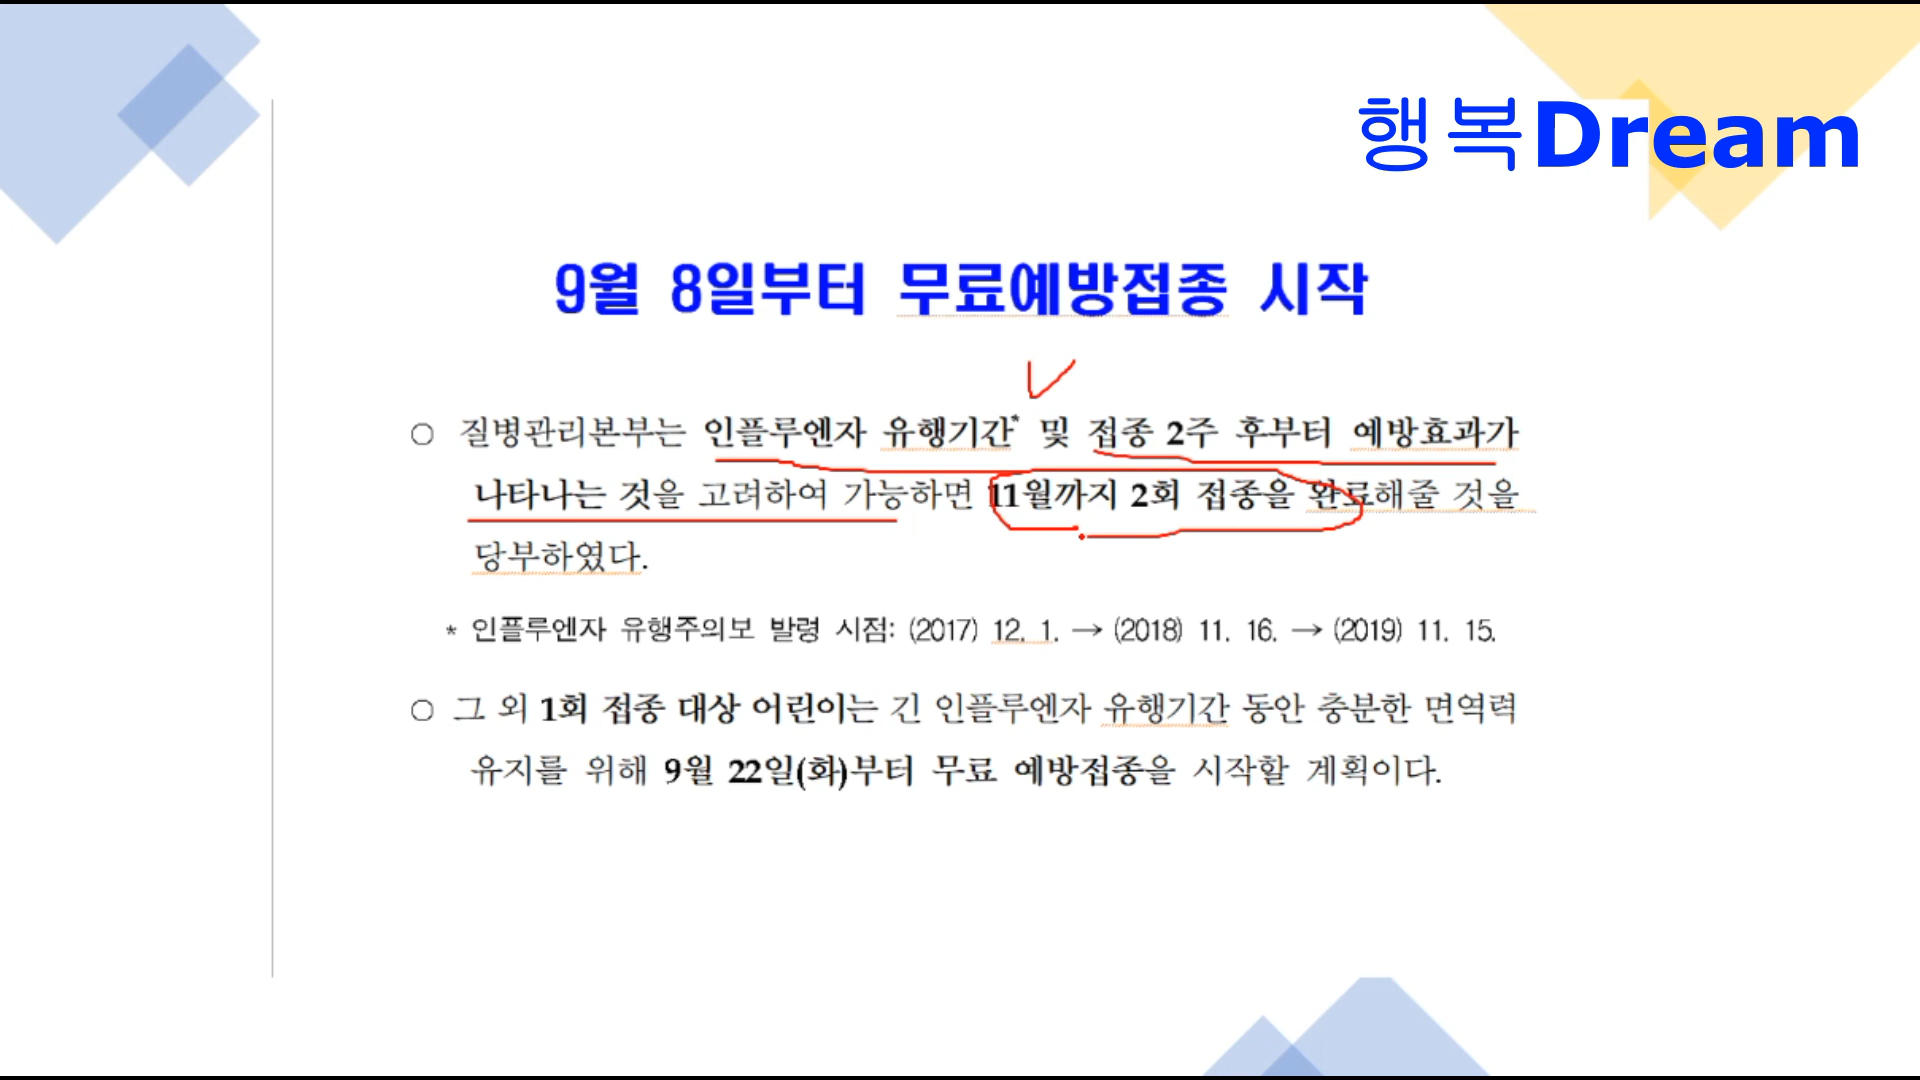 행복Dream
9월 8일부터 무료예방접종 시작
○ 질병관리본부는 인플루엔자 유행기간* 및 접종 2주 후부터 예방효과가
나타나는 것을 고려하여 가능하면 11월까지 2회 접종을 완료해줄 것을
당부하였다.
* 인플루엔자 유행주의보 발령 시점: (2017) 12. 1. → (2018) 11. 16. → (2019) 11. 15.
○ 그 외 1회 접종 대상 어린이는 긴 인플루엔자 유행기간 동안 충분한 면역력
유지를 위해 9월 22일(화)부터 무료 예방접종을 시작할 계획이다.